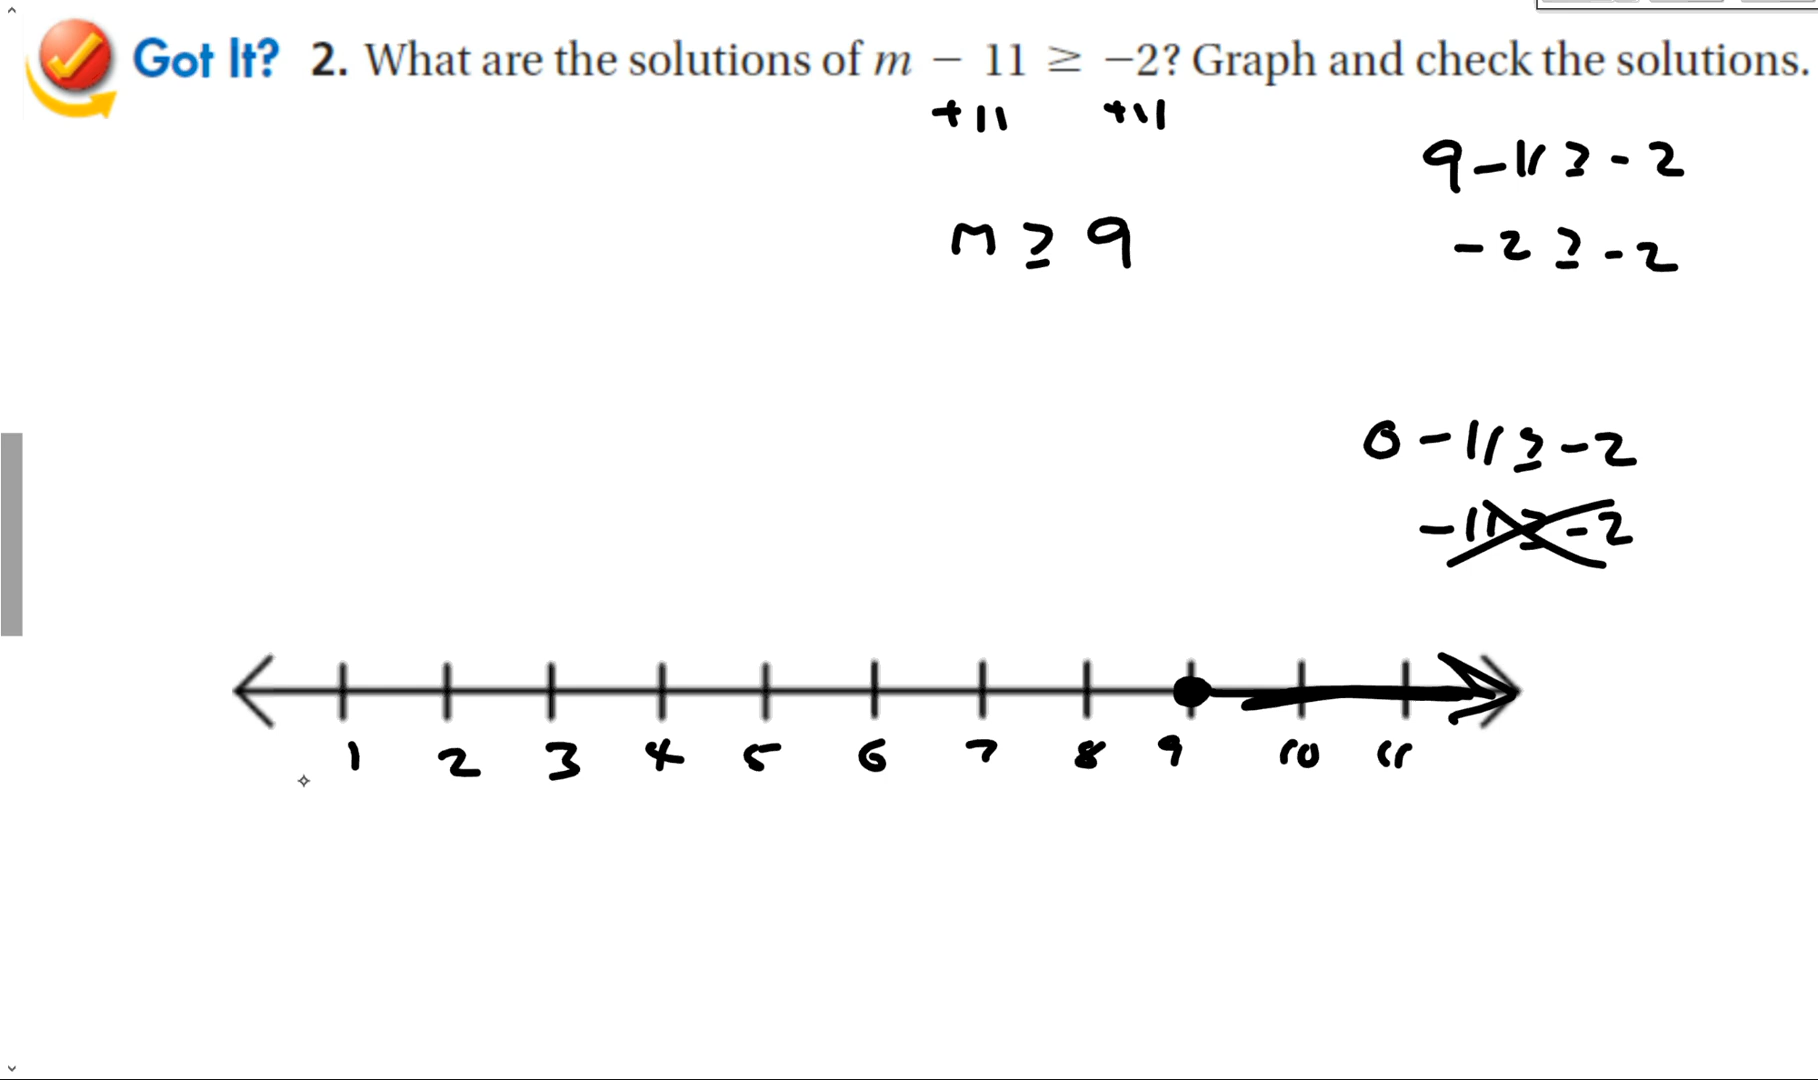 Got It? 2. What are the solutions of m − 11 ≥ −2? Graph and check the solutions.
+11 +11
9 - 11 ≥ - 2
m ≥ 9
- 2 ≥ - 2
0 - 11 ≥ - 2
- 11 ≥ - 2
1 2 3 4 5 6 7 8 9 10 11